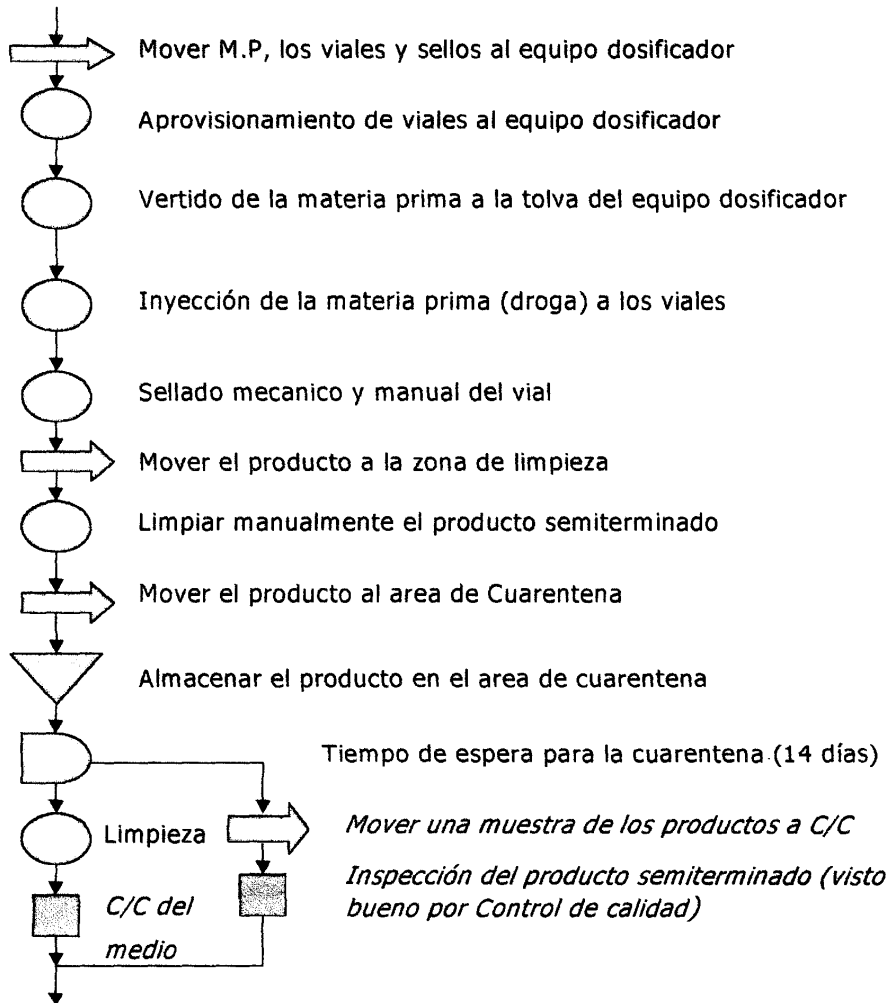 Mover M.P, los viales y sellos al equipo dosificador
Aprovisionamiento de viales al equipo dosificador
Vertido de la materia prima a la tolva del equipo dosificador
Inyección de la materia prima (droga) a los viales
Sellado mecanico y manual del vial
Mover el producto a la zona de limpieza
Limpiar manualmente el producto semiterminado
Mover el producto al area de Cuarentena
Almacenar el producto en el area de cuarentena
Tiempo de espera para la cuarentena (14 días)
Limpieza
Mover una muestra de los productos a C/C
C/C del
medio
Inspección del producto semiterminado (visto
bueno por Control de calidad)